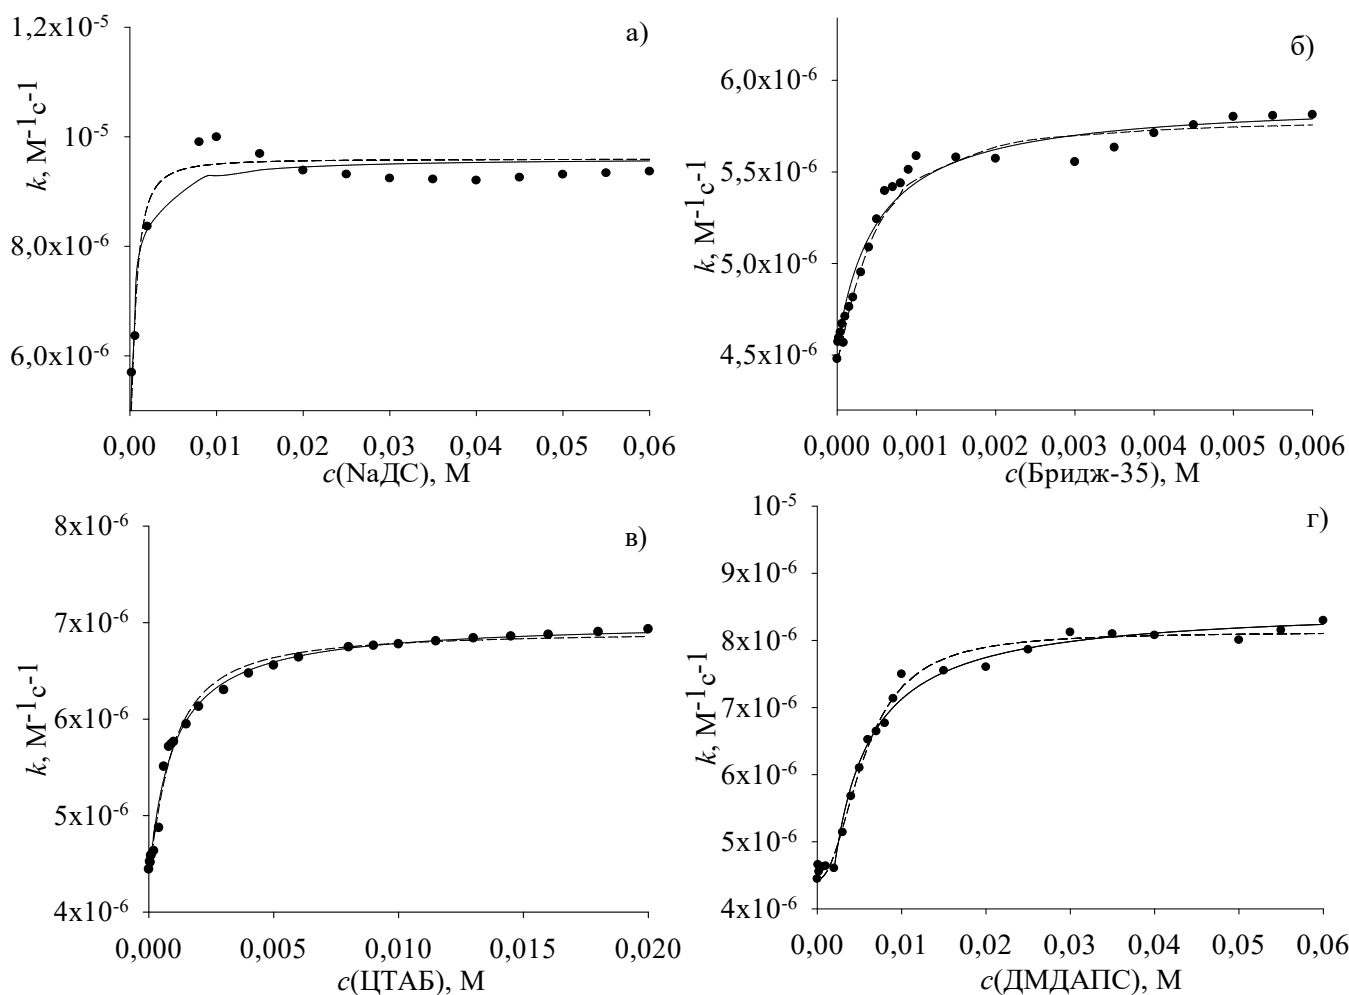 а)
1,2x10-5
10-5
8,0x10-6
6,0x10-6
k, М-1с-1
0,00 0,01 0,02 0,03 0,04 0,05 0,06
c(NaДС), М
б)
6,0x10-6
5,5x10-6
5,0x10-6
4,5x10-6
k, М-1с-1
0,000 0,001 0,002 0,003 0,004 0,005 0,006
c(Бридж-35), М
в)
8x10-6
7x10-6
6x10-6
5x10-6
4x10-6
k, М-1с-1
0,000 0,005 0,010 0,015 0,020
c(ЦТАБ), М
г)
10-5
9x10-6
8x10-6
7x10-6
6x10-6
5x10-6
4x10-6
k, М-1с-1
0,00 0,01 0,02 0,03 0,04 0,05 0,06
c(ДМДАПС), М